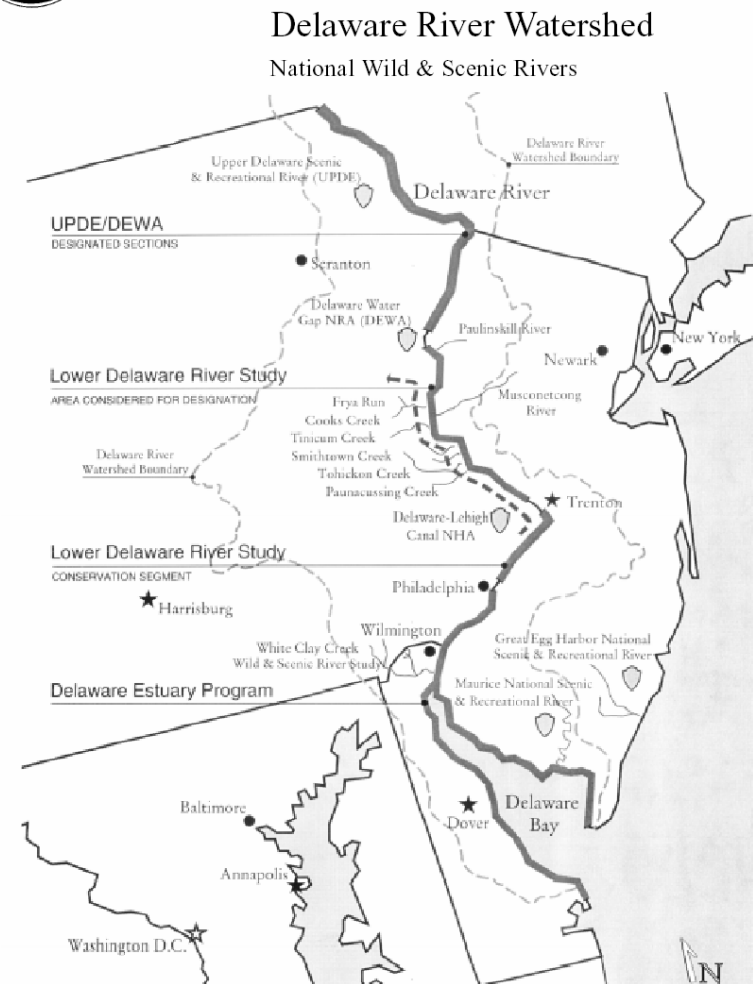 Delaware River Watershed
National Wild & Scenic Rivers
Delaware River
Watershed Boundary
Upper Delaware Scenic
& Recreational River (UPDE)
Delaware River
UPDE/DEWA
DESIGNATED SECTIONS
Scranton
Delaware Water
Gap NRA (DEWA)
Paulinskill River
New York
Newark
Lower Delaware River Study
AREA CONSIDERED FOR DESIGNATION
Musconetcong
River
Frya Run
Cooks Creek
Tinicum Creek
Smithtown Creek
Tohickon Creek
Paunacussing Creek
Delaware River
Watershed Boundary
Trenton
Delaware-Lehigh
Canal NHA
Lower Delaware River Study
CONSERVATION SEGMENT
Philadelphia
Harrisburg
Wilmington
White Clay Creek
Wild & Scenic River Study
Great Egg Harbor National
Scenic & Recreational River
Delaware Estuary Program
Maurice National Scenic
& Recreational River
Baltimore
Dover
Delaware
Bay
Annapolis
Washington D.C.
N